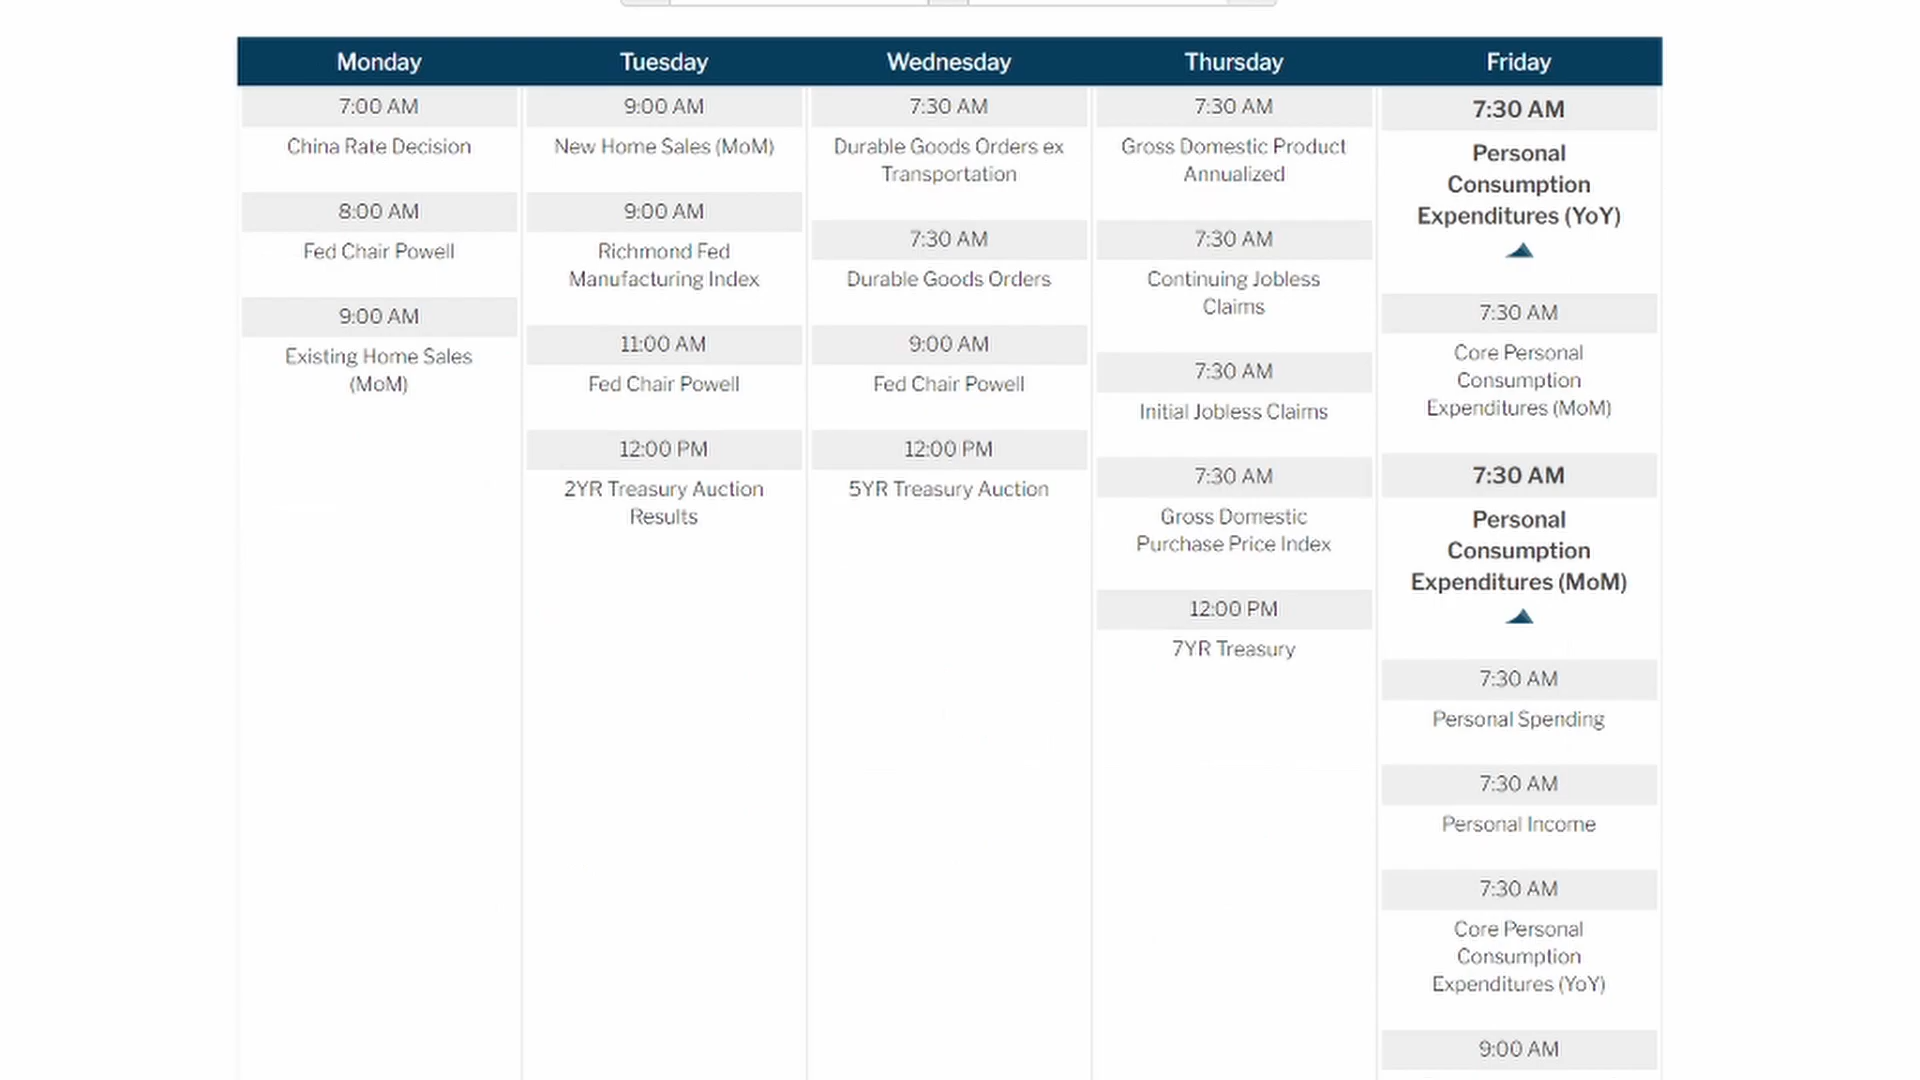 Monday
Tuesday
Wednesday
Thursday
Friday
7:00 AM
China Rate Decision
8:00 AM
Fed Chair Powell
9:00 AM
Existing Home Sales
(MoM)
9:00 AM
New Home Sales (MoM)
9:00 AM
Richmond Fed
Manufacturing Index
11:00 AM
Fed Chair Powell
12:00 PM
2YR Treasury Auction
Results
7:30 AM
Durable Goods Orders ex
Transportation
7:30 AM
Durable Goods Orders
9:00 AM
Fed Chair Powell
12:00 PM
5YR Treasury Auction
7:30 AM
Gross Domestic Product
Annualized
7:30 AM
Continuing Jobless
Claims
7:30 AM
Initial Jobless Claims
7:30 AM
Gross Domestic
Purchase Price Index
12:00 PM
7YR Treasury
7:30 AM
Personal
Consumption
Expenditures (YoY)
7:30 AM
Core Personal
Consumption
Expenditures (MoM)
7:30 AM
Personal
Consumption
Expenditures (MoM)
7:30 AM
Personal Spending
7:30 AM
Personal Income
7:30 AM
Core Personal
Consumption
Expenditures (YoY)
9:00 AM